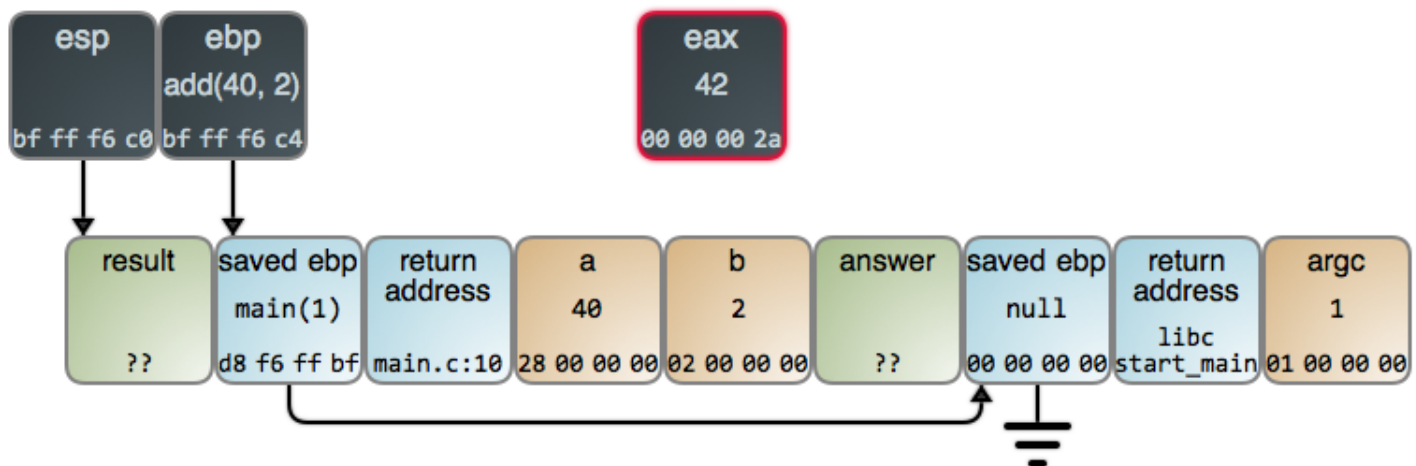 esp
bf ff f6 c0
ebp
add(40, 2)
bf ff f6 c4
eax
42
00 00 00 2a
result
??
saved ebp
main(1)
d8 f6 ff bf
return
address
main.c:10
a
40
28 00 00 00
b
2
02 00 00 00
answer
??
saved ebp
null
00 00 00 00
return
address
libc
start_main
argc
1
01 00 00 00